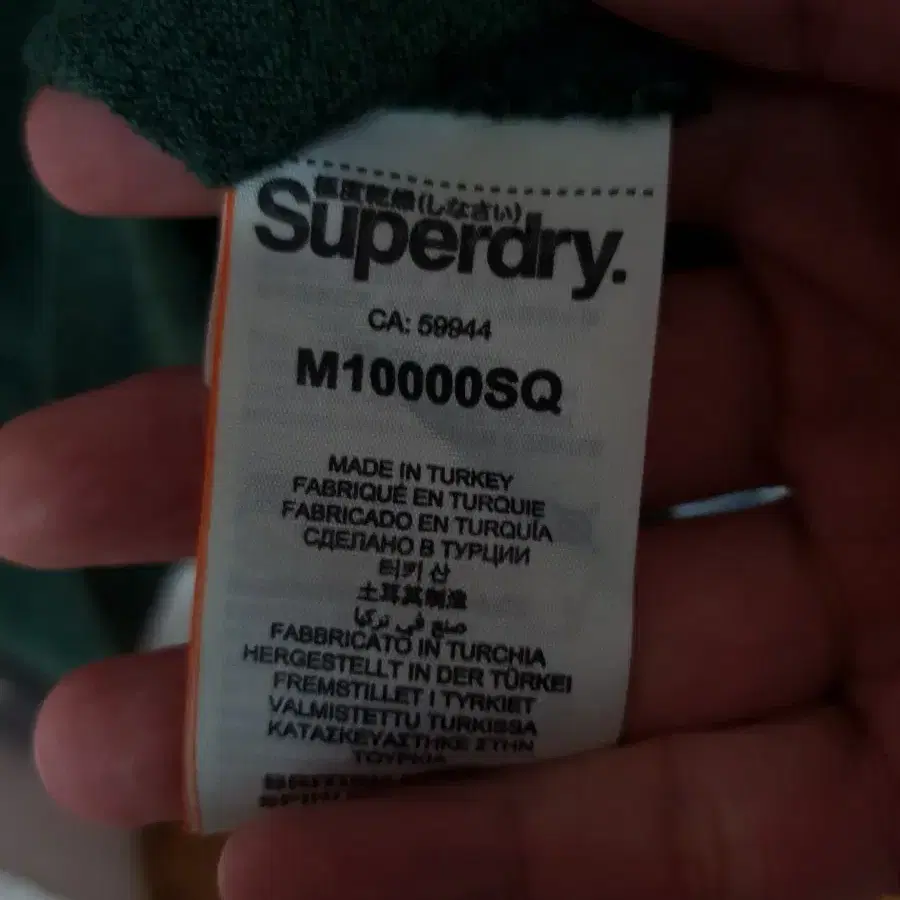 極度乾燥(しなさい)
Superdry.
CA: 59944
M10000SQ
MADE IN TURKEY
FABRIQUÉ EN TURQUIE
FABRICADO EN TURQUÍA
СДЕЛАНО В ТУРЦИИ
터키 산
土耳其制造
صنع في تركيا
FABBRICATO IN TURCHIA
HERGESTELLT IN DER TÜRKEI
FREMSTILLET I TYRKIET
VALMISTETTU TURKISSA
ΚΑΤΑΣΚΕΥΑΣΤΗΚΕ ΣΤΗΝ
ΤΟΥΡΚΙΑ